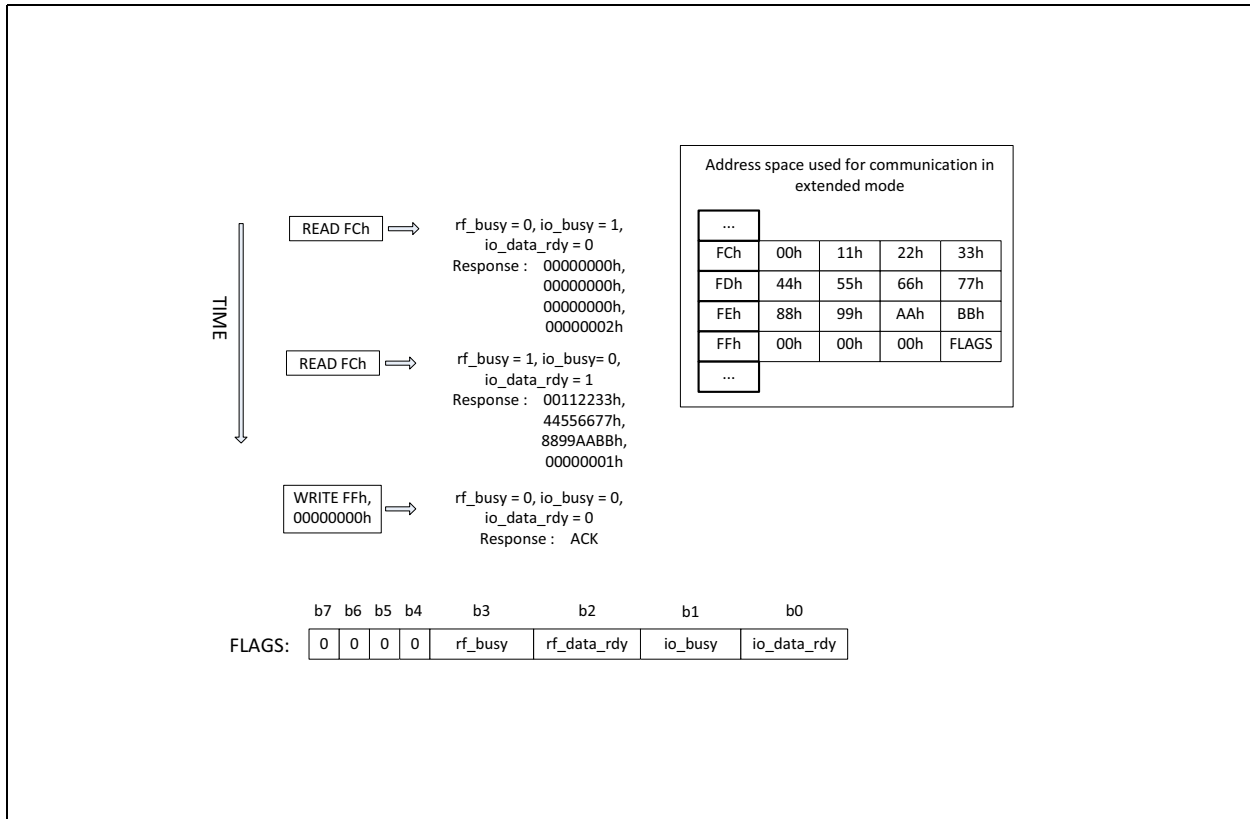 TIME
READ FCh
rf_busy = 0, io_busy = 1,
io_data_rdy = 0
Response : 00000000h,
00000000h,
00000000h,
00000002h
READ FCh
rf_busy = 1, io_busy= 0,
io_data_rdy = 1
Response : 00112233h,
44556677h,
8899AABBh,
00000001h
WRITE FFh,
00000000h
rf_busy = 0, io_busy = 0,
io_data_rdy = 0
Response : ACK
Address space used for communication in
extended mode
...
FCh 00h 11h 22h 33h
FDh 44h 55h 66h 77h
FEh 88h 99h AAh BBh
FFh 00h 00h 00h FLAGS
...
b7 b6 b5 b4 b3 b2 b1 b0
FLAGS: 0 0 0 0 rf_busy rf_data_rdy io_busy io_data_rdy